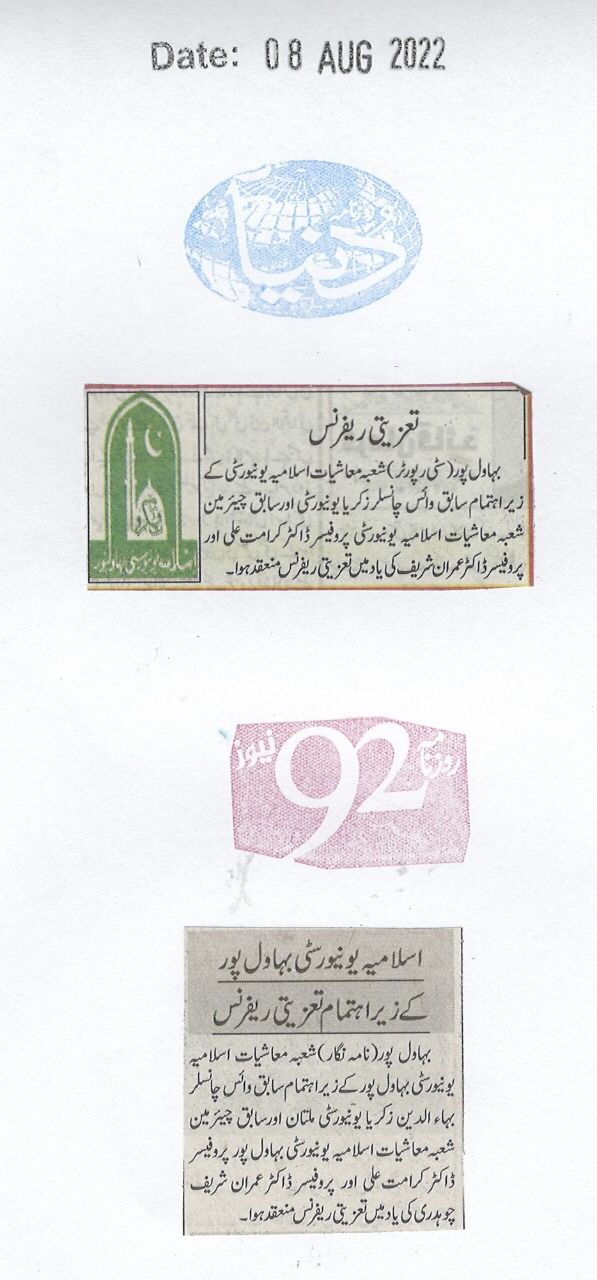 Date: 08 AUG 2022
روزنامہ
دنیا
تعزیتی ریفرنس
بہاول پور (سٹی رپورٹر) شعبہ معاشیات اسلامیہ یونیورسٹی کے
زیر اہتمام سابق وائس چانسلر زکریا یونیورسٹی اور سابق چیئرمین
شعبہ معاشیات اسلامیہ یونیورسٹی پروفیسر ڈاکٹر کرامت علی اور
پروفیسر ڈاکٹر عمران شریف کی یاد میں تعزیتی ریفرنس منعقد ہوا۔
اسلامیہ یونیورسٹی بہاولپور
روزنامہ 92 نیوز
اسلامیہ یونیورسٹی بہاول پور
کے زیر اہتمام تعزیتی ریفرنس
بہاول پور (نامہ نگار) شعبہ معاشیات اسلامیہ
یونیورسٹی بہاول پور کے زیر اہتمام سابق وائس چانسلر
بہاء الدین زکریا یونیورسٹی ملتان اور سابق چیئرمین
شعبہ معاشیات اسلامیہ یونیورسٹی بہاول پور پروفیسر
ڈاکٹر کرامت علی اور پروفیسر ڈاکٹر عمران شریف
چوہدری کی یاد میں تعزیتی ریفرنس منعقد ہوا۔